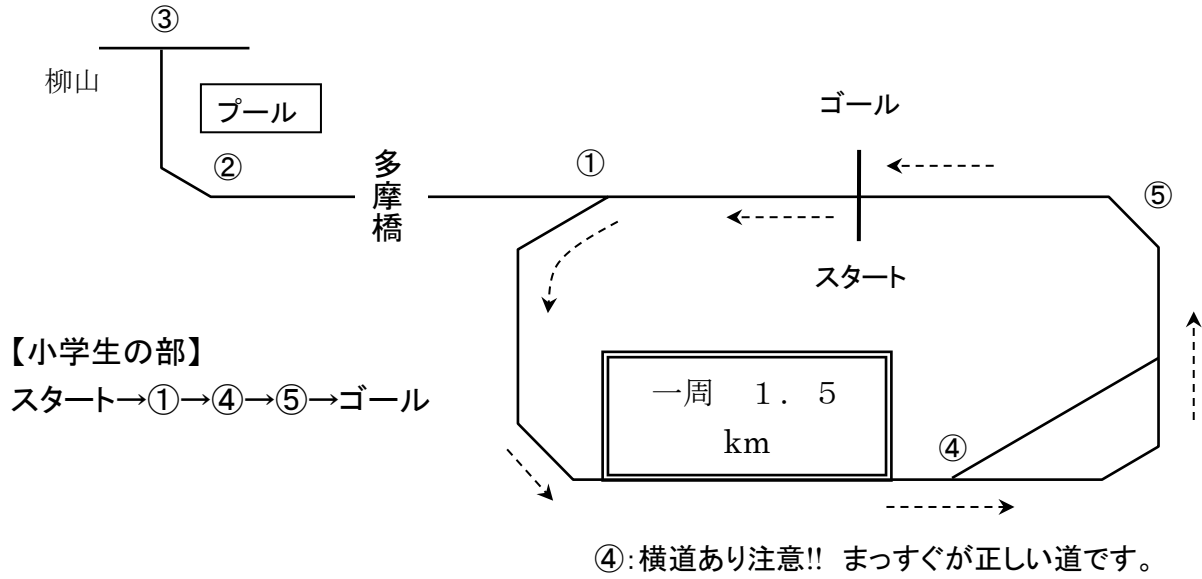 ③
柳山
プール
ゴール
②
多摩橋
①
⑤
スタート
【小学生の部】
スタート→①→④→⑤→ゴール
一周 1.5
km
④
④:横道あり注意!! まっすぐが正しい道です。